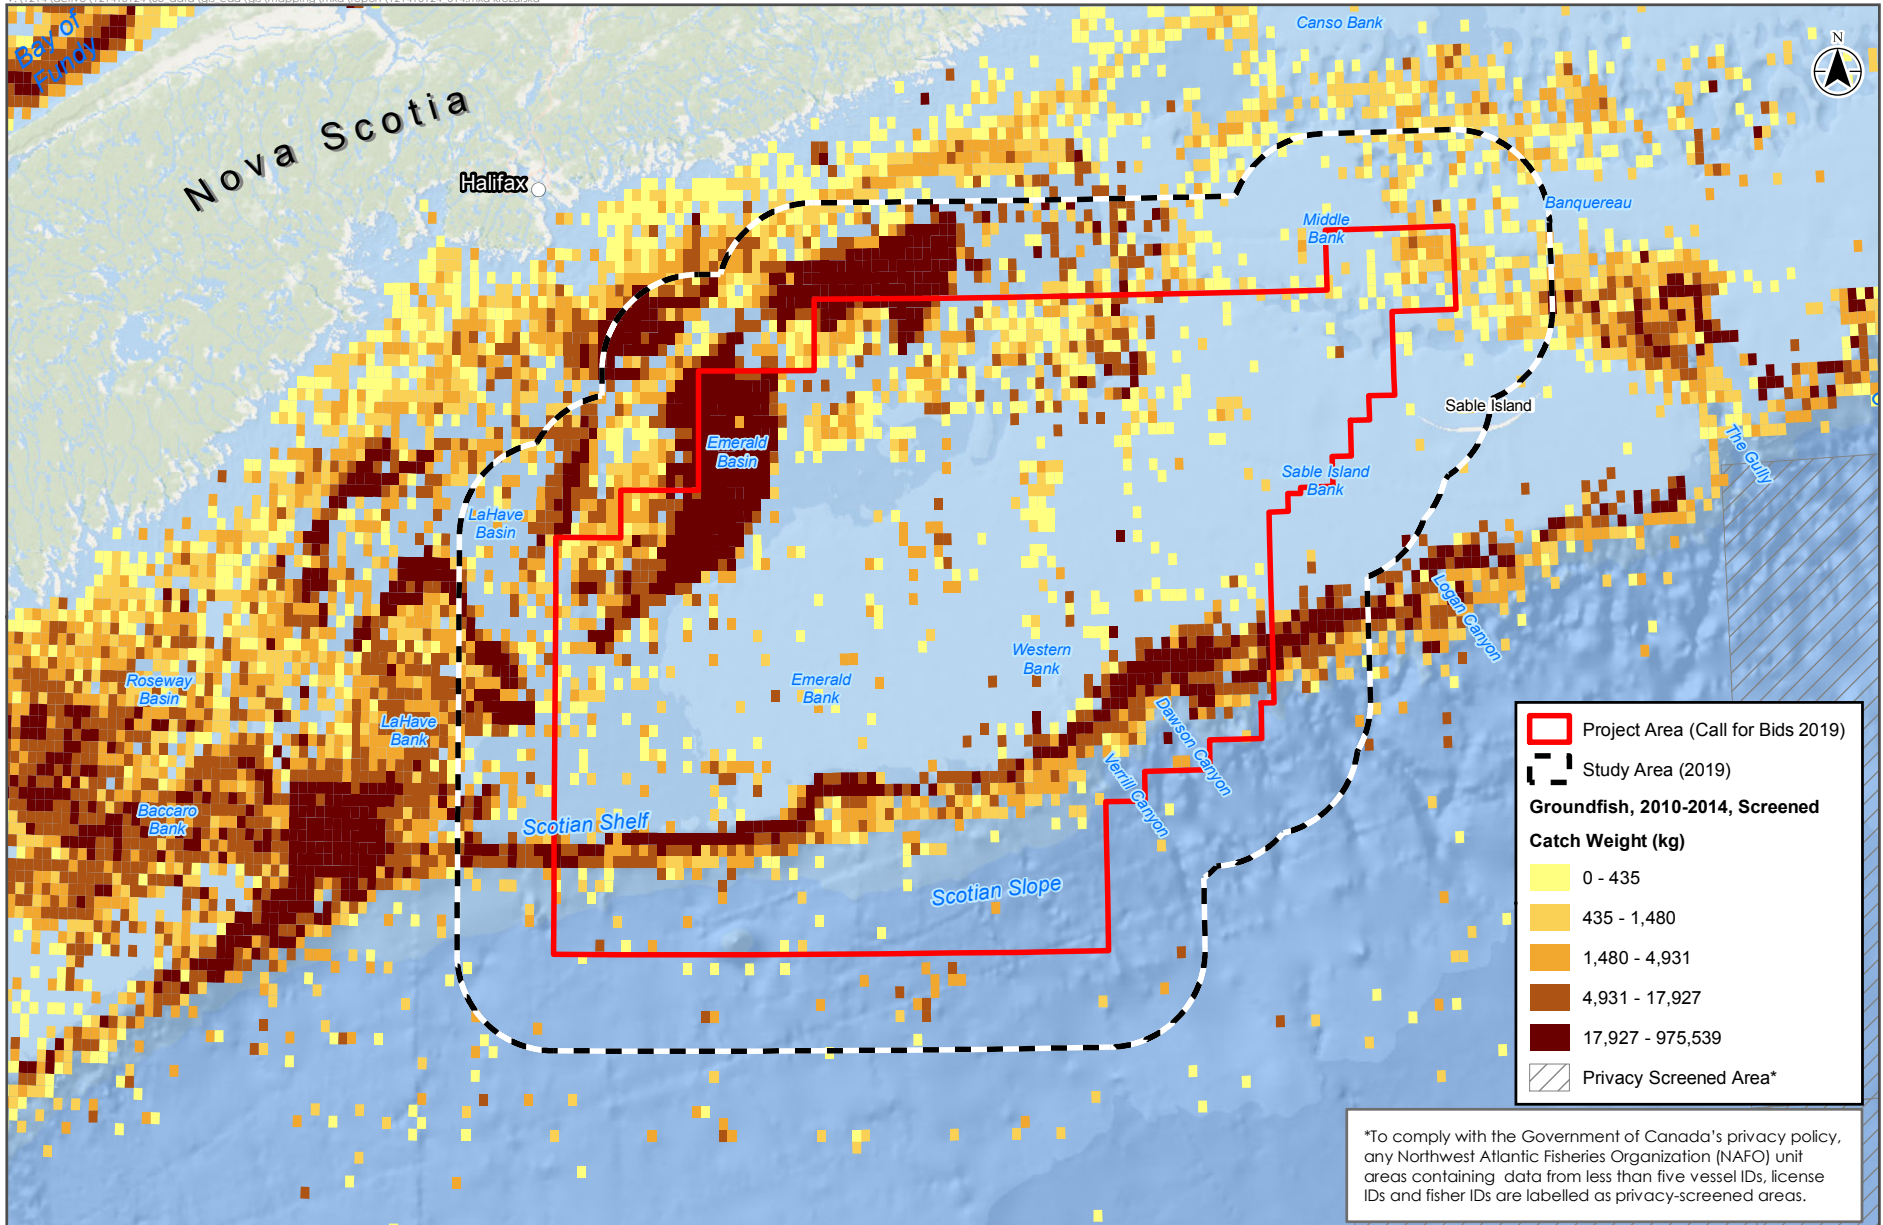 Bay of
Fundy
Nova Scotia
Halifax
Canso Bank
N
Middle
Bank
Banquereau
Sable Island
The Gully
Emerald
Basin
Sable Island
Bank
LaHave
Basin
Logan Canyon
Western
Bank
Emerald
Bank
Roseway
Basin
LaHave
Bank
Dawson Canyon
Verrill Canyon
Baccaro
Bank
Scotian Shelf
Scotian Slope
Project Area (Call for Bids 2019)
Study Area (2019)
Groundfish, 2010-2014, Screened
Catch Weight (kg)
0 - 435
435 - 1,480
1,480 - 4,931
4,931 - 17,927
17,927 - 975,539
Privacy Screened Area*
*To comply with the Government of Canada's privacy policy,
any Northwest Atlantic Fisheries Organization (NAFO) unit
areas containing data from less than five vessel IDs, license
IDs and fisher IDs are labelled as privacy-screened areas.